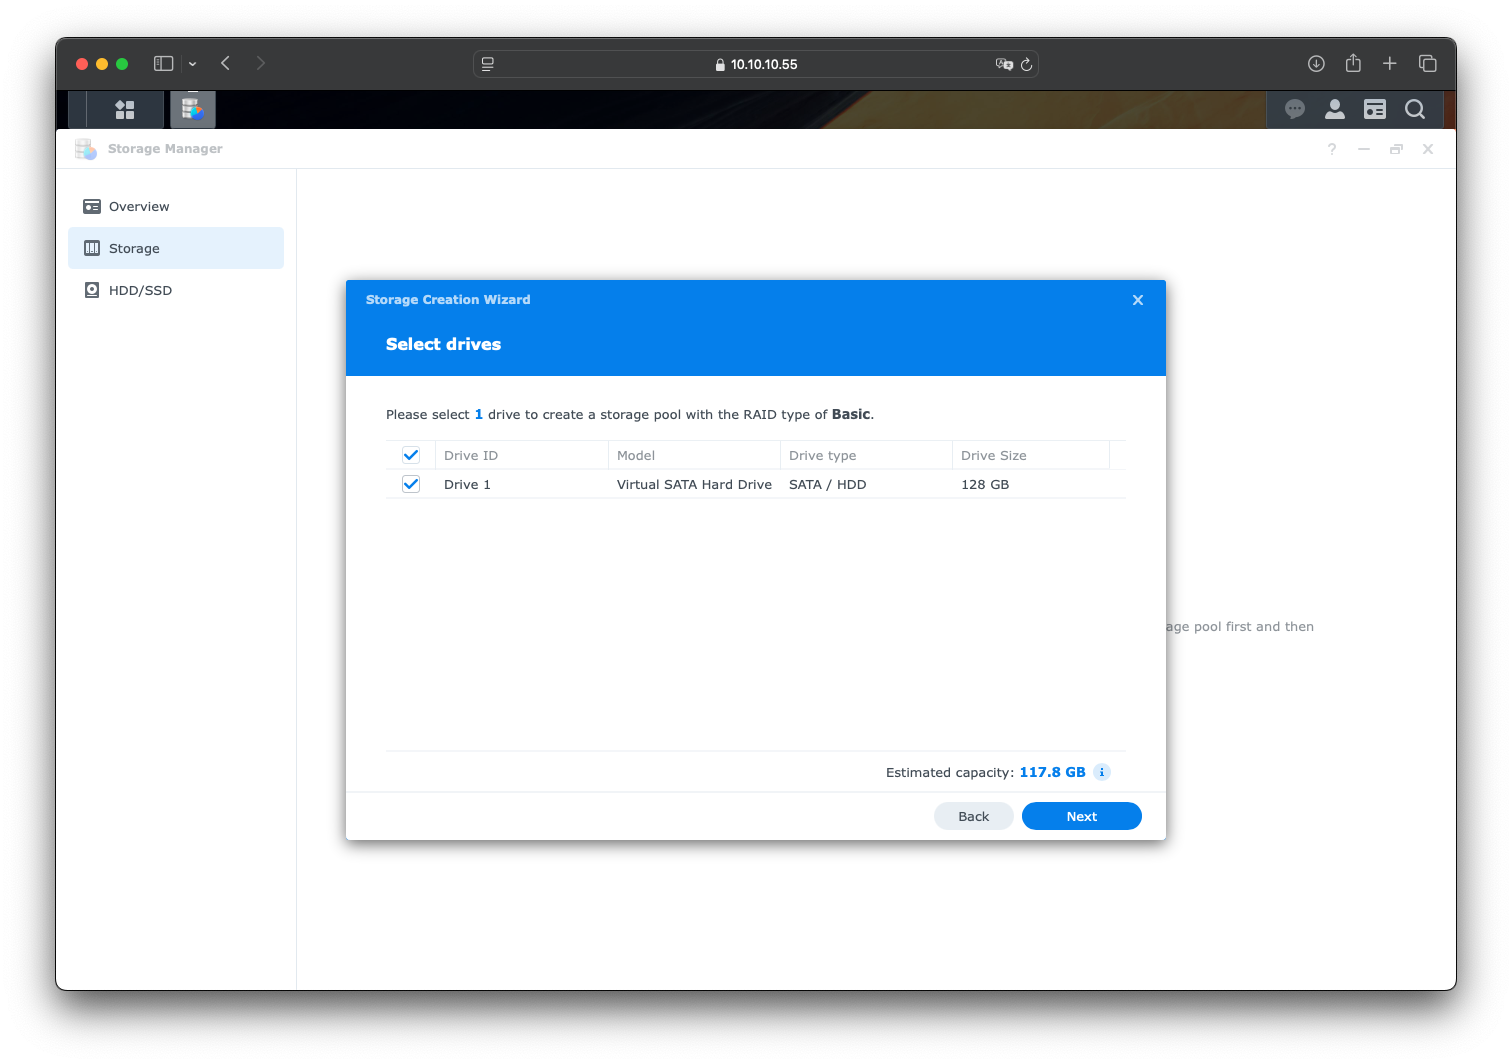 10.10.10.55
Storage Manager
Overview
Storage
HDD/SSD
Storage Creation Wizard
Select drives
Please select 1 drive to create a storage pool with the RAID type of Basic.
Drive ID Model Drive type Drive Size
Drive 1 Virtual SATA Hard Drive SATA / HDD 128 GB
age pool first and then
Estimated capacity: 117.8 GB
Back Next